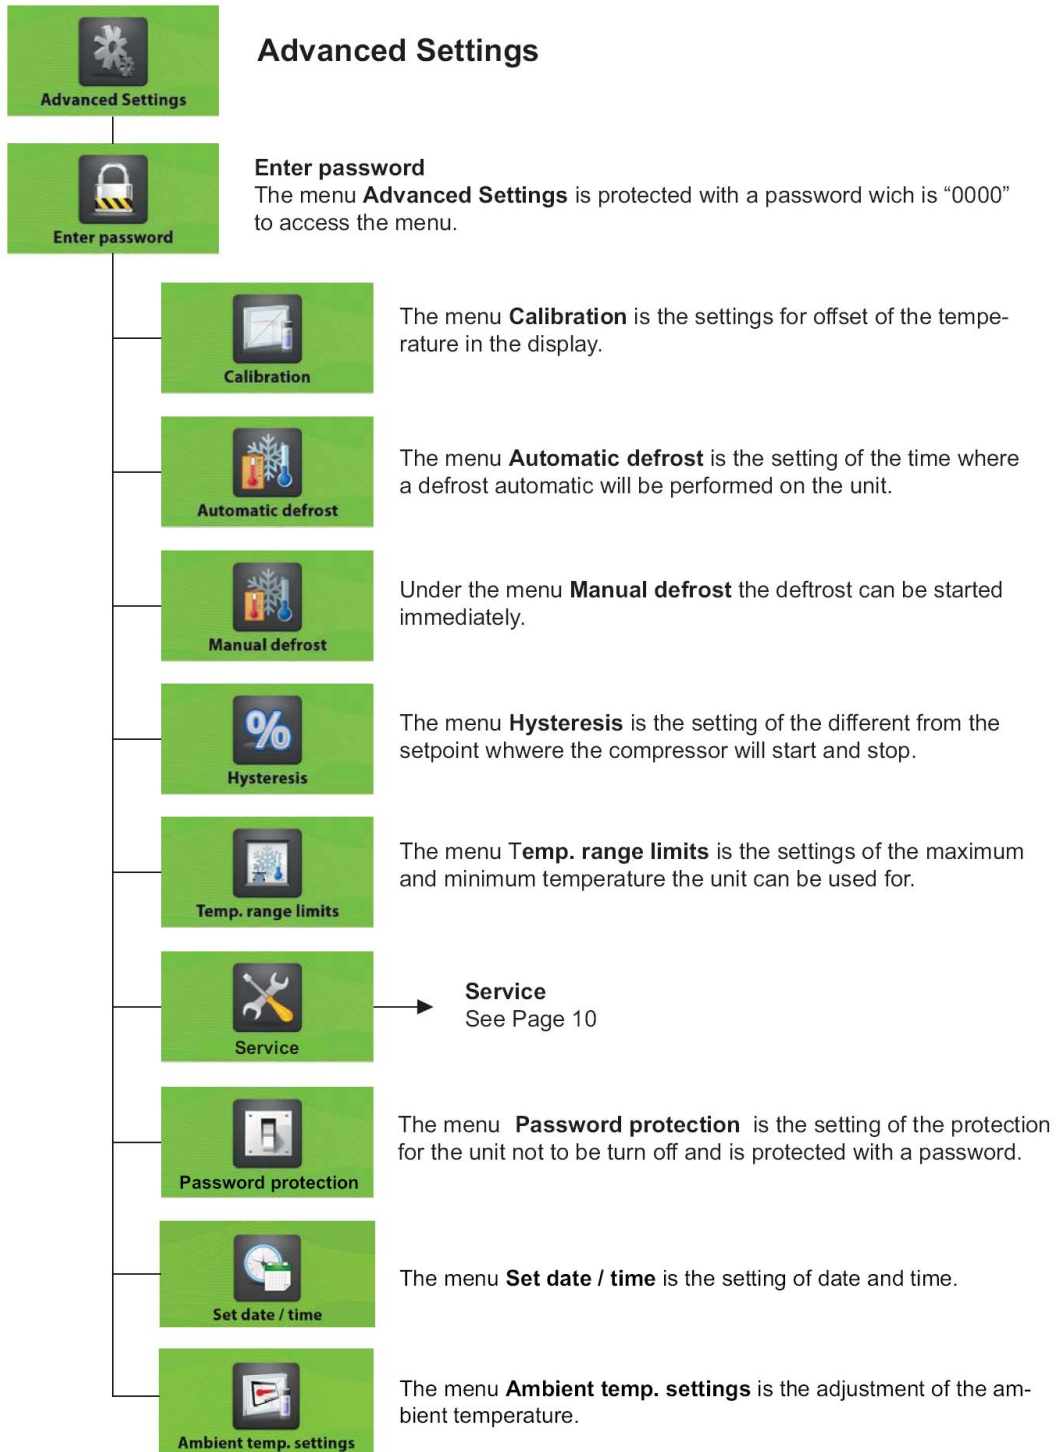 Advanced Settings
Advanced Settings
Enter password
Enter password
The menu Advanced Settings is protected with a password wich is “0000”
to access the menu.
Calibration
The menu Calibration is the settings for offset of the tempe-
rature in the display.
Automatic defrost
The menu Automatic defrost is the setting of the time where
a defrost automatic will be performed on the unit.
Manual defrost
Under the menu Manual defrost the deftrost can be started
immediately.
%
Hysteresis
The menu Hysteresis is the setting of the different from the
setpoint whwere the compressor will start and stop.
Temp. range limits
The menu Temp. range limits is the settings of the maximum
and minimum temperature the unit can be used for.
Service
Service
See Page 10
Password protection
The menu Password protection is the setting of the protection
for the unit not to be turn off and is protected with a password.
Set date / time
The menu Set date / time is the setting of date and time.
Ambient temp. settings
The menu Ambient temp. settings is the adjustment of the am-
bient temperature.